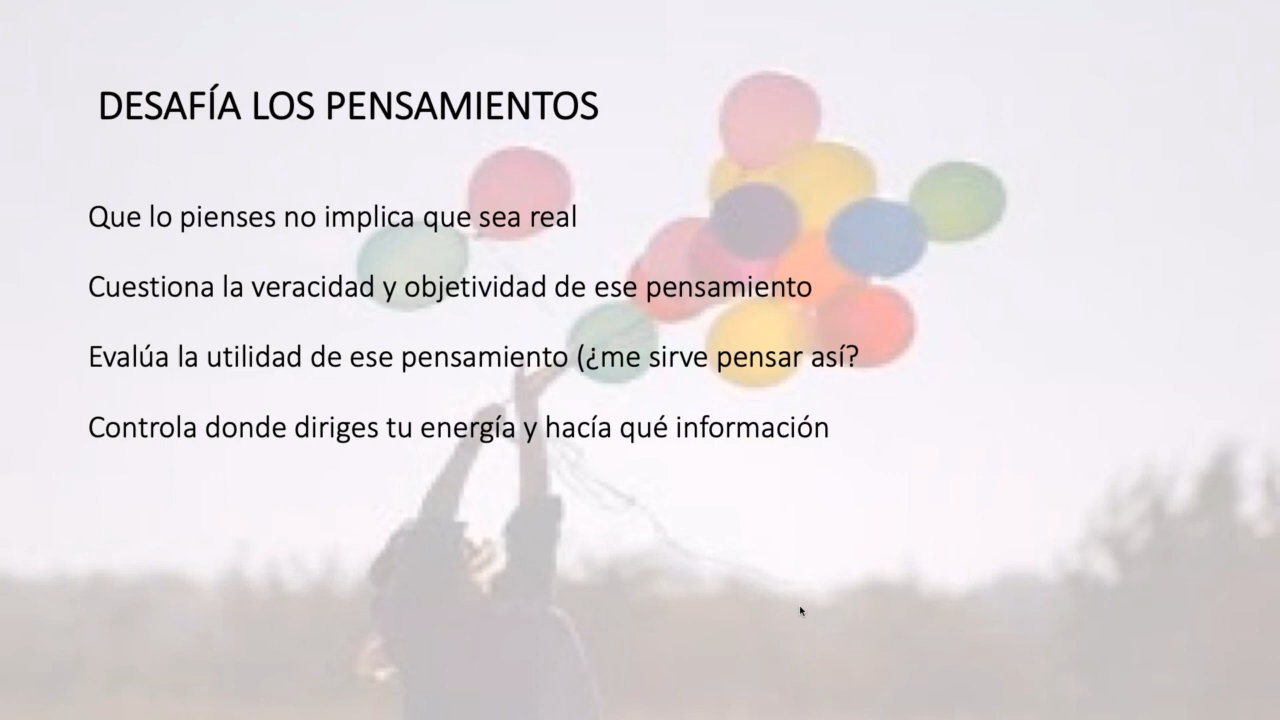 DESAFÍA LOS PENSAMIENTOS
Que lo pienses no implica que sea real
Cuestiona la veracidad y objetividad de ese pensamiento
Evalúa la utilidad de ese pensamiento (¿me sirve pensar así?
Controla donde diriges tu energía y hacía qué información